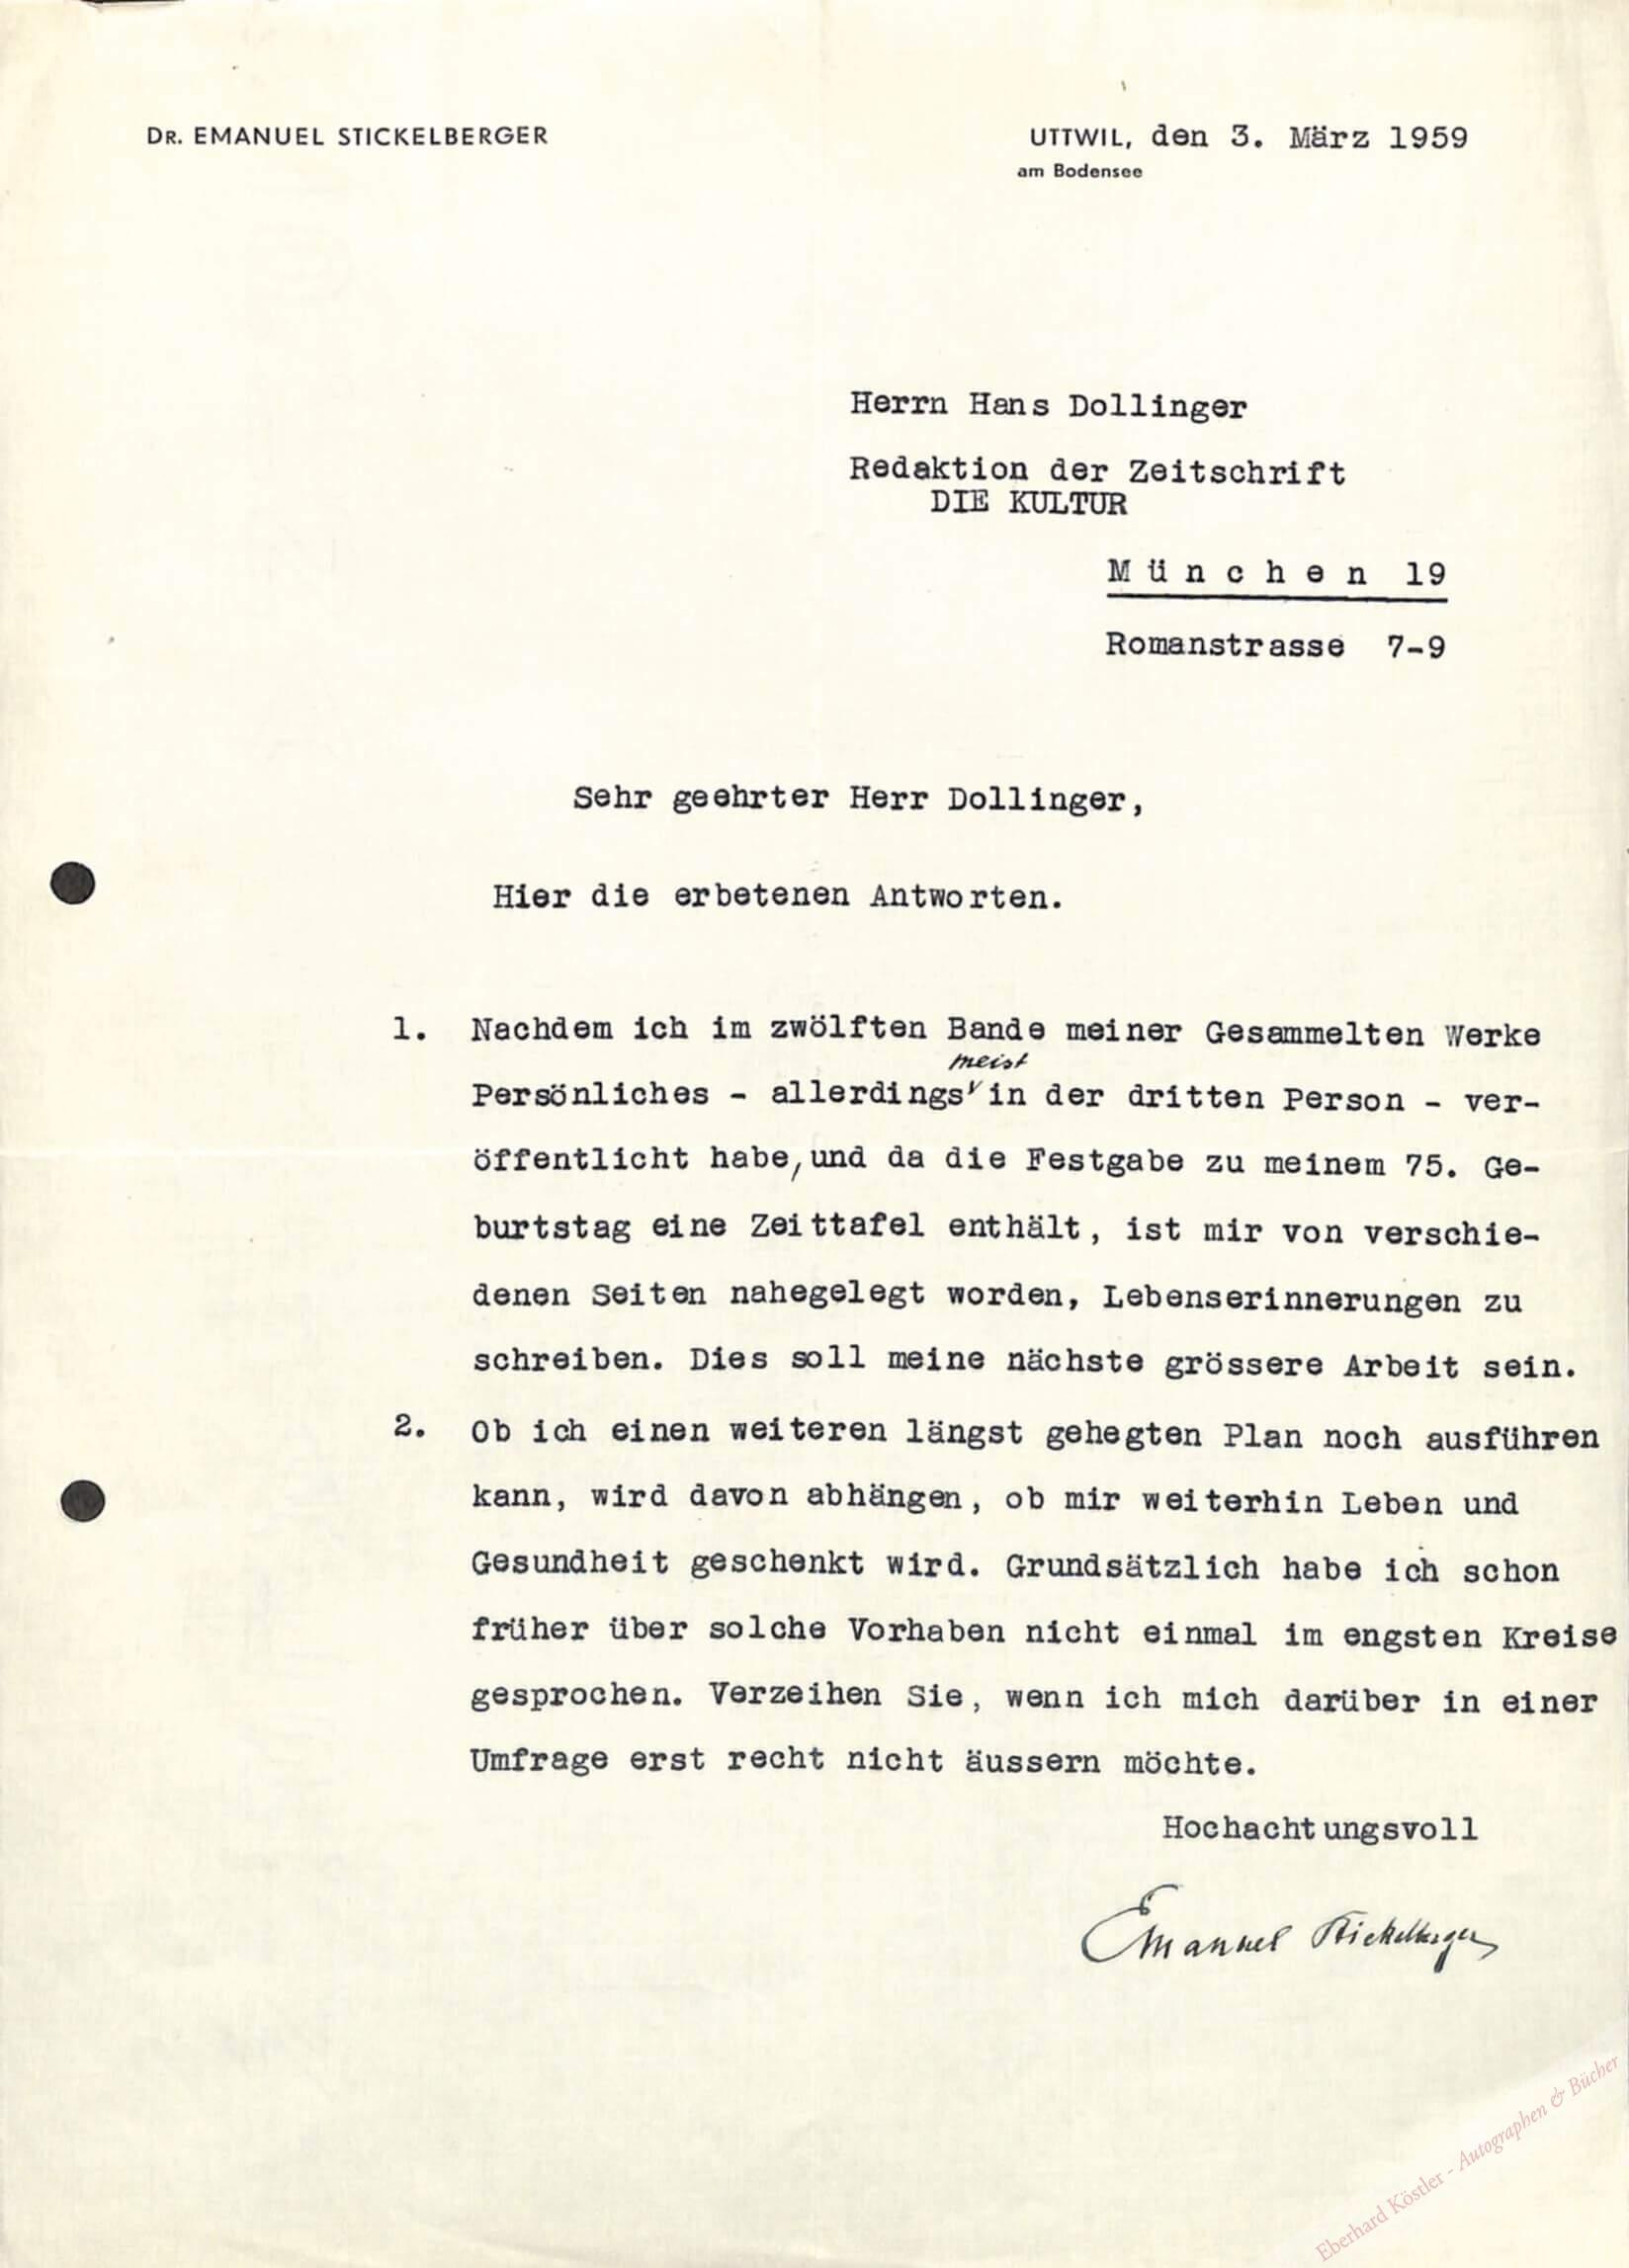 DR. EMANUEL STICKELBERGER
UTTWIL, den 3. März 1959
am Bodensee
Herrn Hans Dollinger
Redaktion der Zeitschrift
DIE KULTUR
M ü n c h e n 19
Romanstrasse 7-9
Sehr geehrter Herr Dollinger,
Hier die erbetenen Antworten.
1. Nachdem ich im zwölften Bande meiner Gesammelten Werke
meist
Persönliches - allerdings in der dritten Person - ver-
öffentlicht habe, und da die Festgabe zu meinem 75. Ge-
burtstag eine Zeittafel enthält, ist mir von verschie-
denen Seiten nahegelegt worden, Lebenserinnerungen zu
schreiben. Dies soll meine nächste grössere Arbeit sein.
2. Ob ich einen weiteren längst gehegten Plan noch ausführen
kann, wird davon abhängen, ob mir weiterhin Leben und
Gesundheit geschenkt wird. Grundsätzlich habe ich schon
früher über solche Vorhaben nicht einmal im engsten Kreise
gesprochen. Verzeihen Sie, wenn ich mich darüber in einer
Umfrage erst recht nicht äussern möchte.
Hochachtungsvoll
Emanuel Stickelberger
Eberhard Köstler - Autographen & Bücher